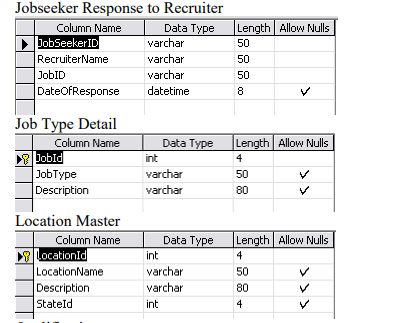 Jobseeker Response to Recruiter
Column Name Data Type Length Allow Nulls
JobSeekerID varchar 50
RecruiterName varchar 50
JobID varchar 50
DateOfResponse datetime 8 ✓
Job Type Detail
Column Name Data Type Length Allow Nulls
JobId int 4
JobType varchar 50 ✓
Description varchar 80 ✓
Location Master
Column Name Data Type Length Allow Nulls
LocationId int 4
LocationName varchar 50 ✓
Description varchar 80 ✓
StateId int 4 ✓